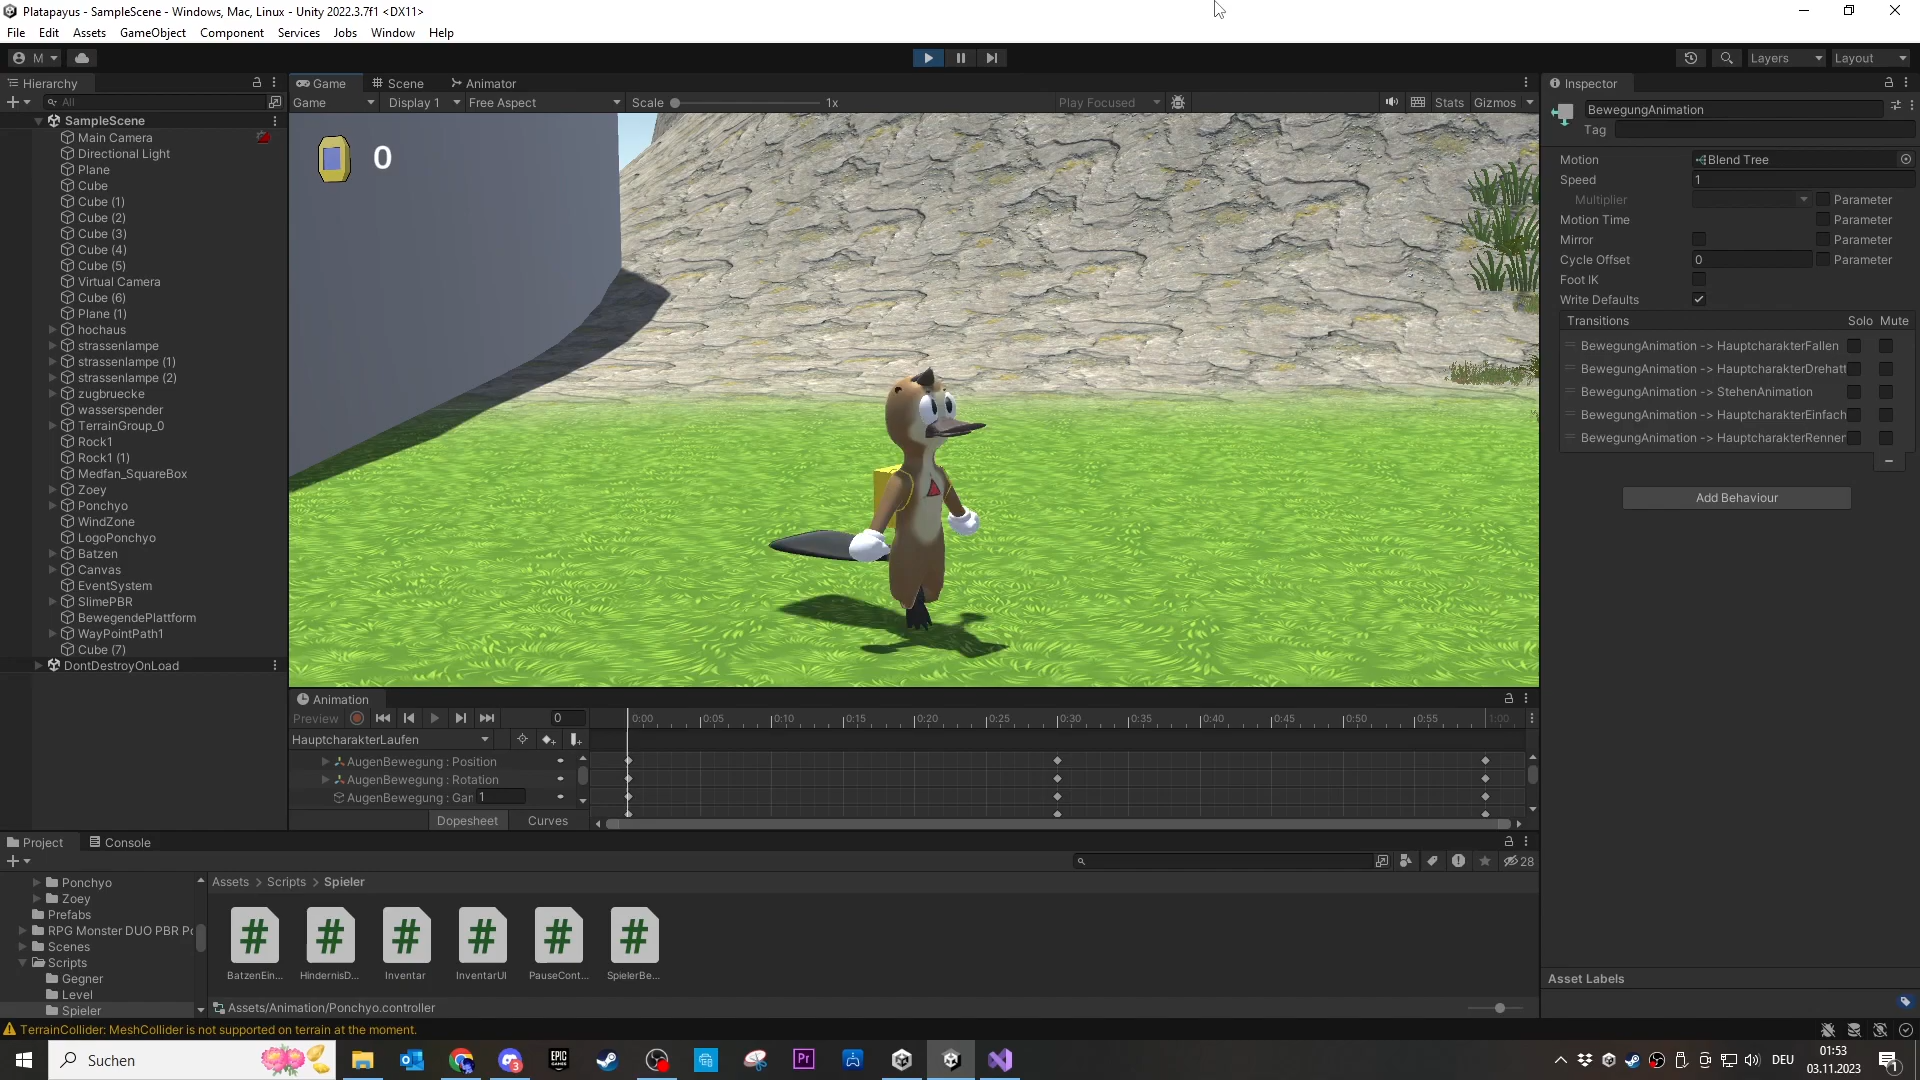 Platapayus - SampleScene - Windows, Mac, Linux - Unity 2022.3.7f1 <DX11>
File Edit Assets GameObject Component Services Jobs Window Help
M
Layers Layout
Hierarchy
All
SampleScene
Main Camera
Directional Light
Plane
Cube
Cube (1)
Cube (2)
Cube (3)
Cube (4)
Cube (5)
Virtual Camera
Cube (6)
Plane (1)
hochaus
strassenlampe
strassenlampe (1)
strassenlampe (2)
zugbruecke
wasserspender
TerrainGroup_0
Rock1
Rock1 (1)
Medfan_SquareBox
Zoey
Ponchyo
WindZone
LogoPonchyo
Batzen
Canvas
EventSystem
SlimePBR
BewegendePlattform
WayPointPath1
Cube (7)
DontDestroyOnLoad
Game Scene Animator
Game Display 1 Free Aspect Scale 1x Play Focused Stats Gizmos
0
Inspector
BewegungAnimation
Tag
Motion Blend Tree
Speed 1
Multiplier Parameter
Motion Time Parameter
Mirror Parameter
Cycle Offset 0 Parameter
Foot IK
Write Defaults
Transitions Solo Mute
BewegungAnimation -> HauptcharakterFallen
BewegungAnimation -> HauptcharakterDrehatt
BewegungAnimation -> StehenAnimation
BewegungAnimation -> HauptcharakterEinfach
BewegungAnimation -> HauptcharakterRenner
Add Behaviour
Asset Labels
Animation
Preview 0 0:00 0:05 0:10 0:15 0:20 0:25 0:30 0:35 0:40 0:45 0:50 0:55 1:00
HauptcharakterLaufen
AugenBewegung : Position
AugenBewegung : Rotation
AugenBewegung : Gan 1
Dopesheet Curves
Project Console
28
Ponchyo
Zoey
Prefabs
RPG Monster DUO PBR Po
Scenes
Scripts
Gegner
Level
Spieler
Assets > Scripts > Spieler
BatzenEin... HindernisD... Inventar InventarUI PauseCont... SpielerBe...
Assets/Animation/Ponchyo.controller
TerrainCollider: MeshCollider is not supported on terrain at the moment.
Suchen
3
EPIC GAMES
Pr
DEU
01:53
03.11.2023
1